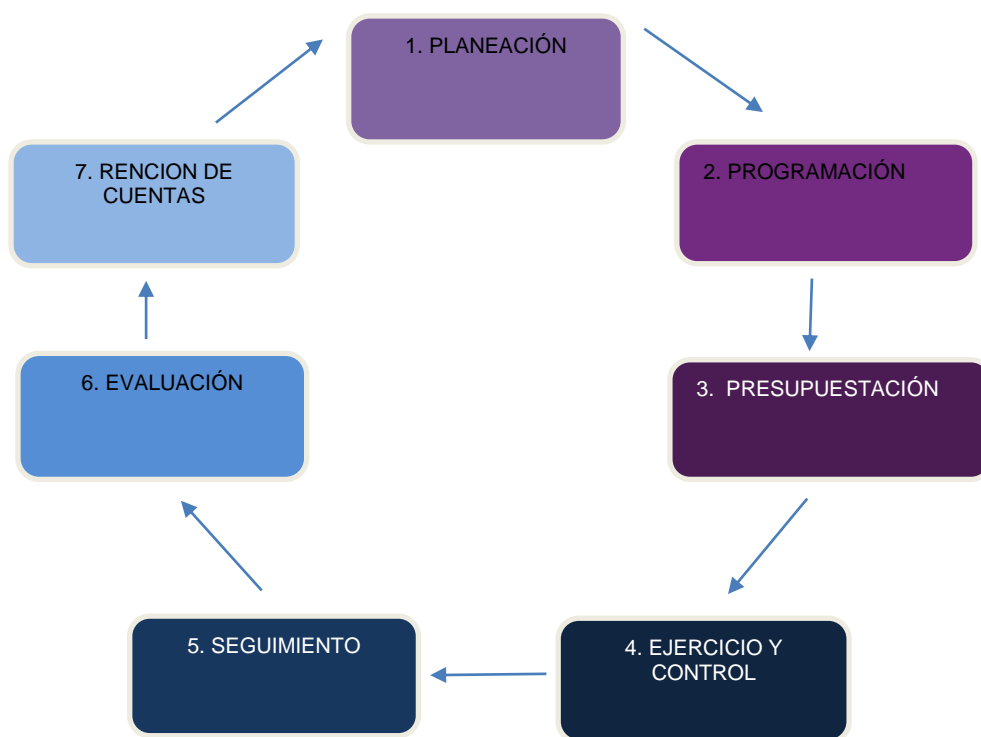 1. PLANEACIÓN
2. PROGRAMACIÓN
3. PRESUPUESTACIÓN
4. EJERCICIO Y
CONTROL
5. SEGUIMIENTO
6. EVALUACIÓN
7. RENCION DE
CUENTAS